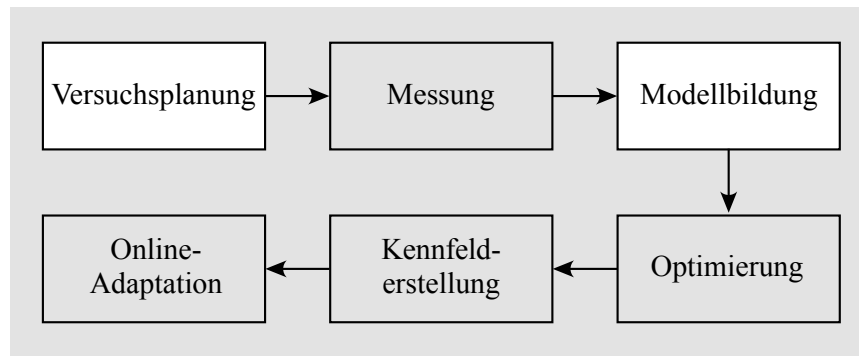 Versuchsplanung
Messung
Modellbildung
Online-
Adaptation
Kennfeld-
erstellung
Optimierung